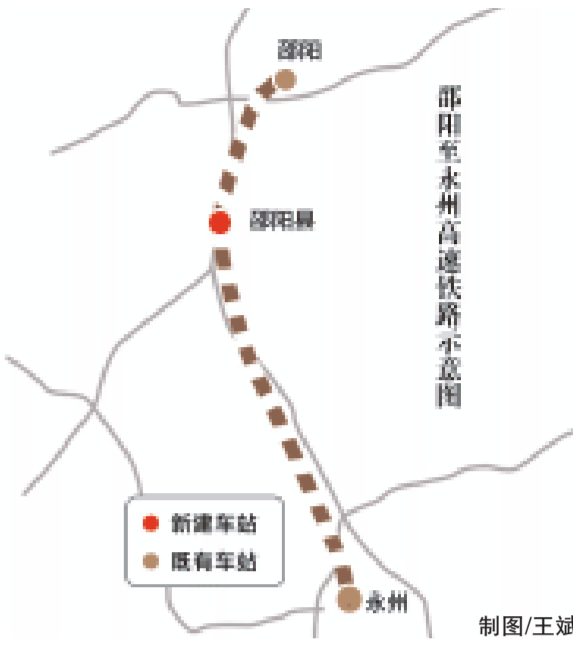 邵阳
邵阳至永州高速铁路示意图
邵阳县
新建车站
既有车站
永州
制图/王斌